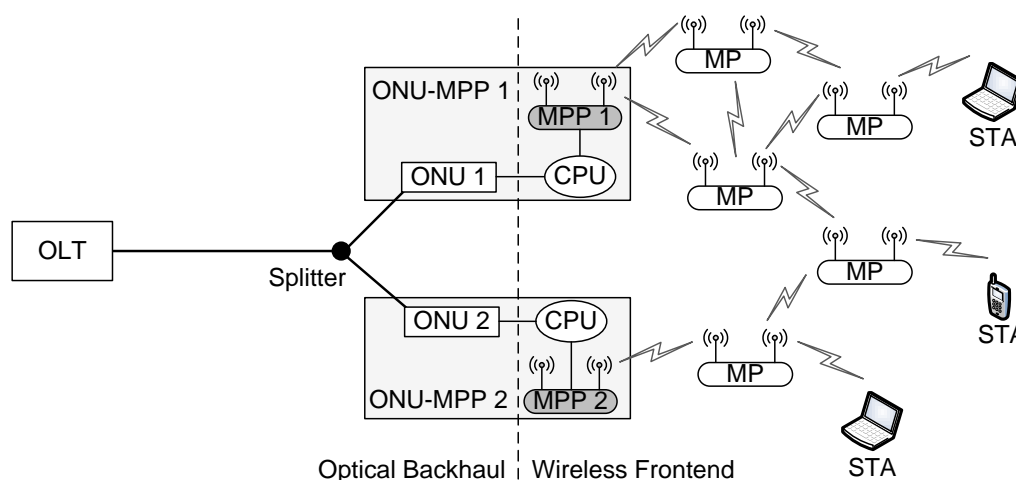 MP
ONU-MPP 1
MPP 1
MP
STA
ONU 1
CPU
MP
OLT
Splitter
MP
ONU 2
CPU
STA
MP
ONU-MPP 2
MPP 2
STA
Optical Backhaul
Wireless Frontend